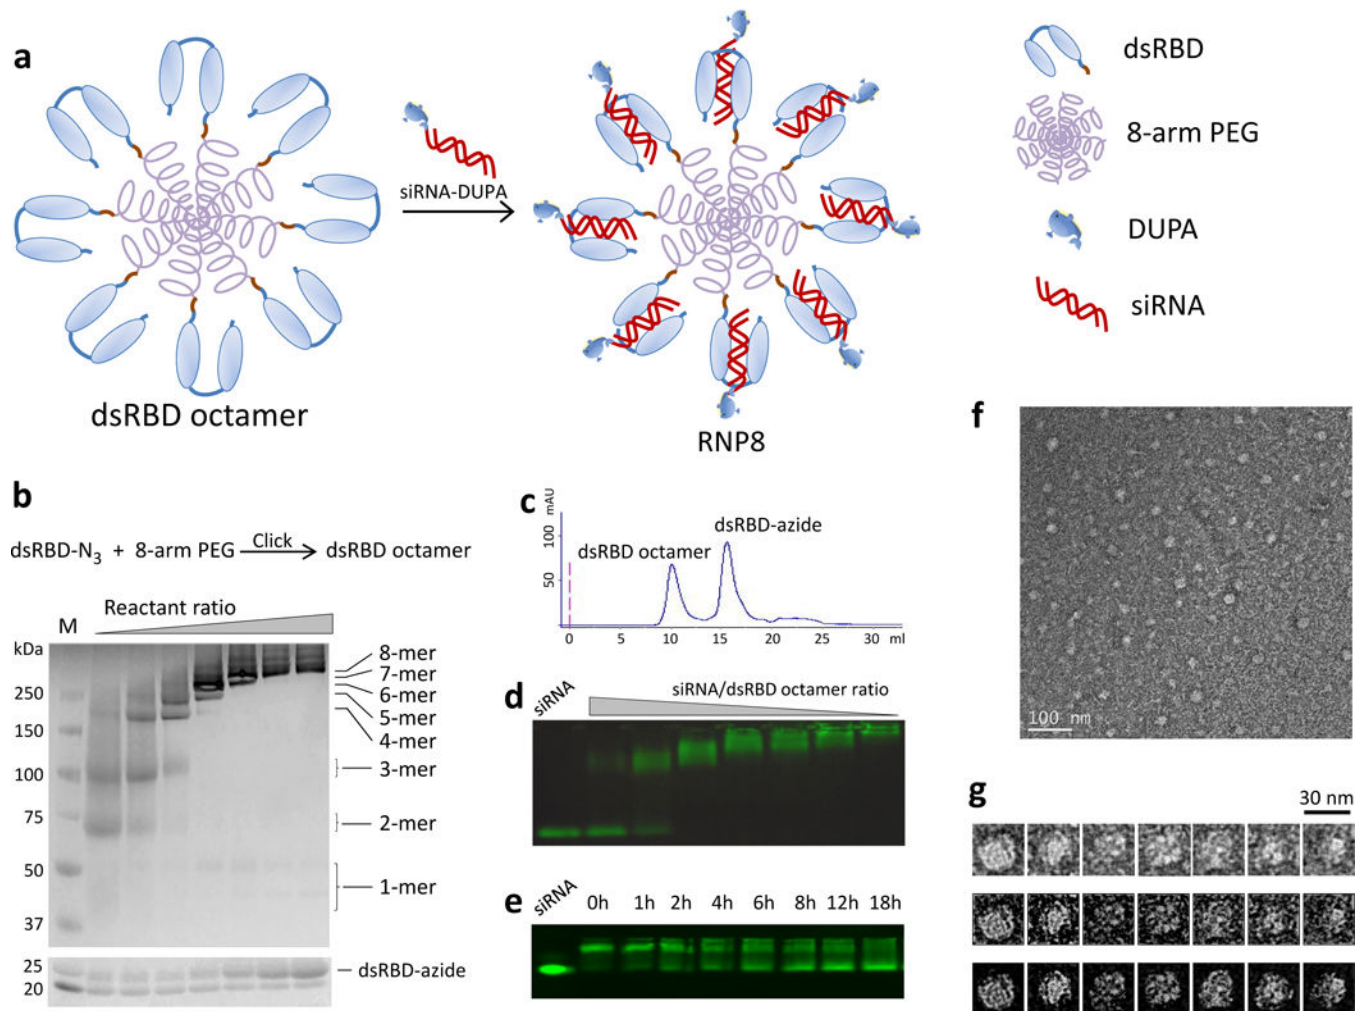 a
siRNA-DUPA
dsRBD octamer
RNP8
dsRBD
8-arm PEG
DUPA
siRNA
b
dsRBD-N3 + 8-arm PEG Click dsRBD octamer
Reactant ratio
M
kDa
250
150
100
75
50
37
25
20
8-mer
7-mer
6-mer
5-mer
4-mer
3-mer
2-mer
1-mer
dsRBD-azide
c
mAU
100
50
dsRBD octamer
dsRBD-azide
0 5 10 15 20 25 30 ml
d
siRNA
siRNA/dsRBD octamer ratio
e
siRNA
0h 1h 2h 4h 6h 8h 12h 18h
f
100 nm
g
30 nm